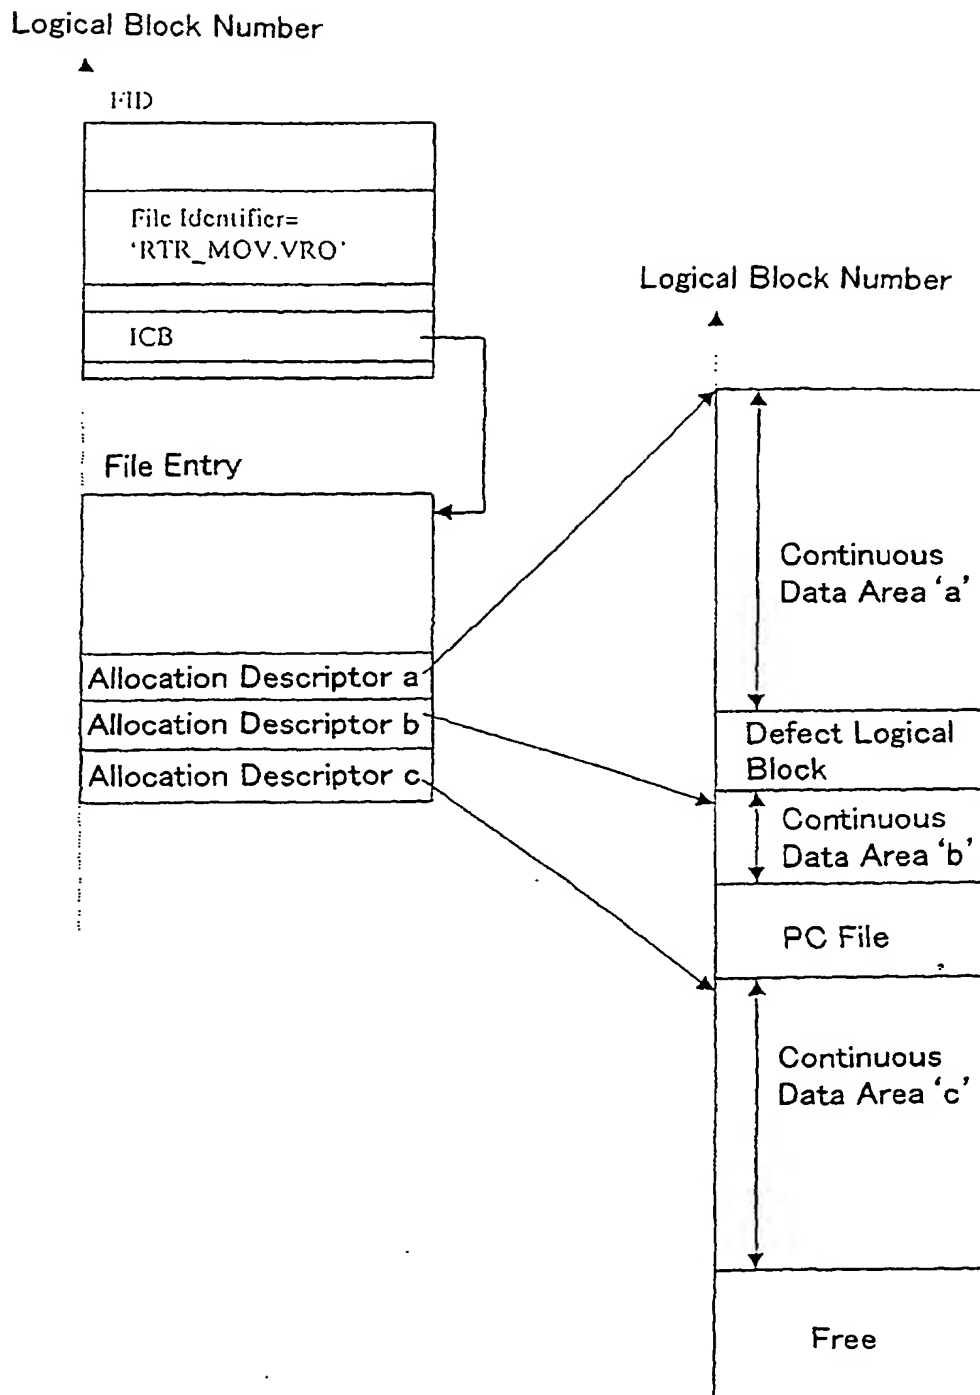 Logical Block Number
FID
File Identifier=
‘RTR_MOV.VRO’
ICB
File Entry
Allocation Descriptor a
Allocation Descriptor b
Allocation Descriptor c
Logical Block Number
Continuous
Data Area ‘a’
Defect Logical
Block
Continuous
Data Area ‘b’
PC File
Continuous
Data Area ‘c’
Free